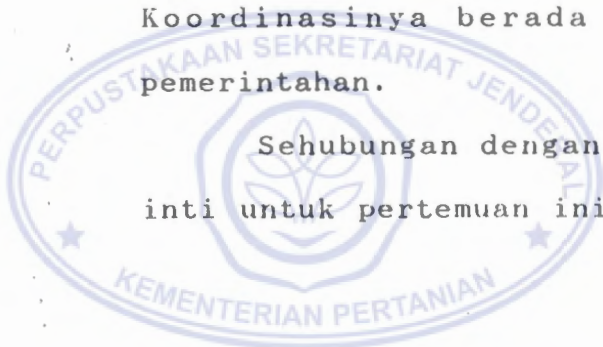 Koordinasinya berada
pemerintahan.
Sehubungan dengan
inti untuk pertemuan ini
PERPUSTAKAAN SEKRETARIAT JENDERAL
KEMENTERIAN PERTANIAN